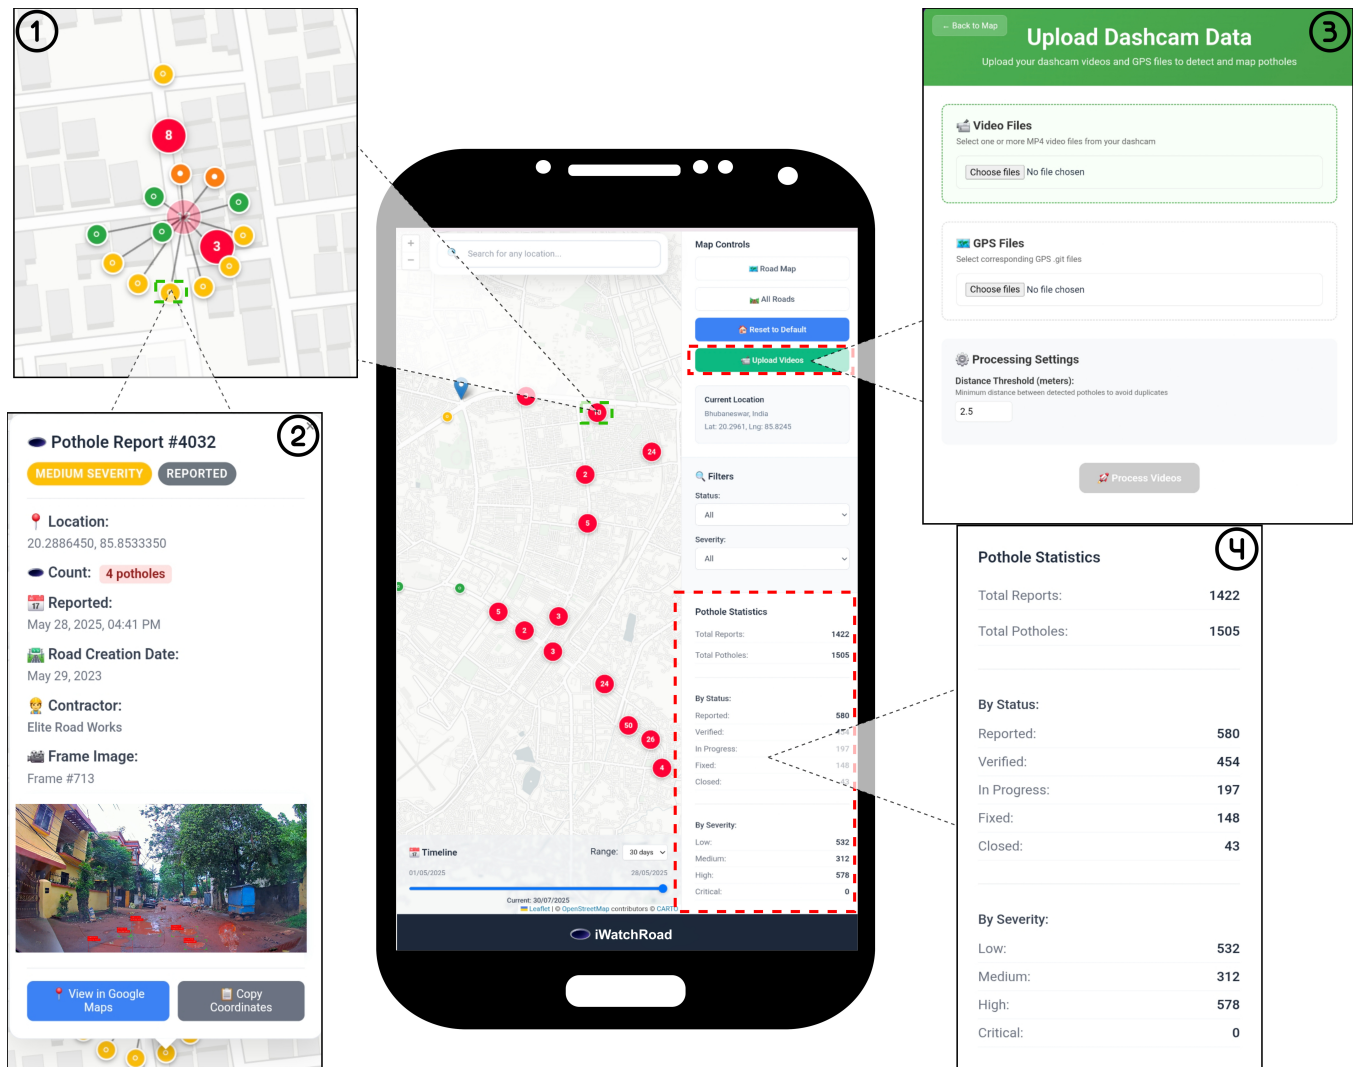 1
8
3
2
Pothole Report #4032
MEDIUM SEVERITY
REPORTED
Location:
20.2886450, 85.8533350
Count: 4 potholes
Reported:
May 28, 2025, 04:41 PM
Road Creation Date:
May 29, 2023
Contractor:
Elite Road Works
Frame Image:
Frame #713
View in Google Maps
Copy Coordinates
+
−
Search for any location...
10
24
2
5
5
3
2
3
24
50
26
4
Timeline
Range: 30 days
01/05/2025
28/05/2025
Current: 30/07/2025
Leaflet | © OpenStreetMap contributors © CARTO
Map Controls
Road Map
All Roads
Reset to Default
Upload Videos
Current Location
Bhubaneswar, India
Lat: 20.2961, Lng: 85.8245
Filters
Status:
All
Severity:
All
Pothole Statistics
Total Reports: 1422
Total Potholes: 1505
By Status:
Reported: 580
Verified: 454
In Progress: 197
Fixed: 148
Closed: 43
By Severity:
Low: 532
Medium: 312
High: 578
Critical: 0
iWatchRoad
3
← Back to Map
Upload Dashcam Data
Upload your dashcam videos and GPS files to detect and map potholes
Video Files
Select one or more MP4 video files from your dashcam
Choose files No file chosen
GPS Files
Select corresponding GPS .git files
Choose files No file chosen
Processing Settings
Distance Threshold (meters):
Minimum distance between detected potholes to avoid duplicates
2.5
Process Videos
4
Pothole Statistics
Total Reports: 1422
Total Potholes: 1505
By Status:
Reported: 580
Verified: 454
In Progress: 197
Fixed: 148
Closed: 43
By Severity:
Low: 532
Medium: 312
High: 578
Critical: 0